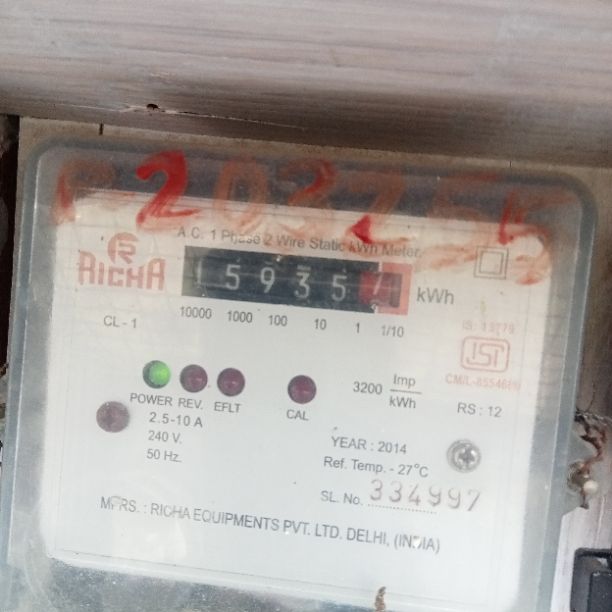 A.C. 1 Phase 2 Wire Static kWh Meter.
RICHA
15935 7 kWh
10000 1000 100 10 1 1/10
CL - 1
ISI
3200 Imp/kWh
RS : 12
POWER REV. EFLT CAL
2.5-10 A
240 V.
50 Hz.
YEAR : 2014
Ref. Temp. - 27°C
SL. No. 334997
MFRS. : RICHA EQUIPMENTS PVT. LTD. DELHI, (INDIA)